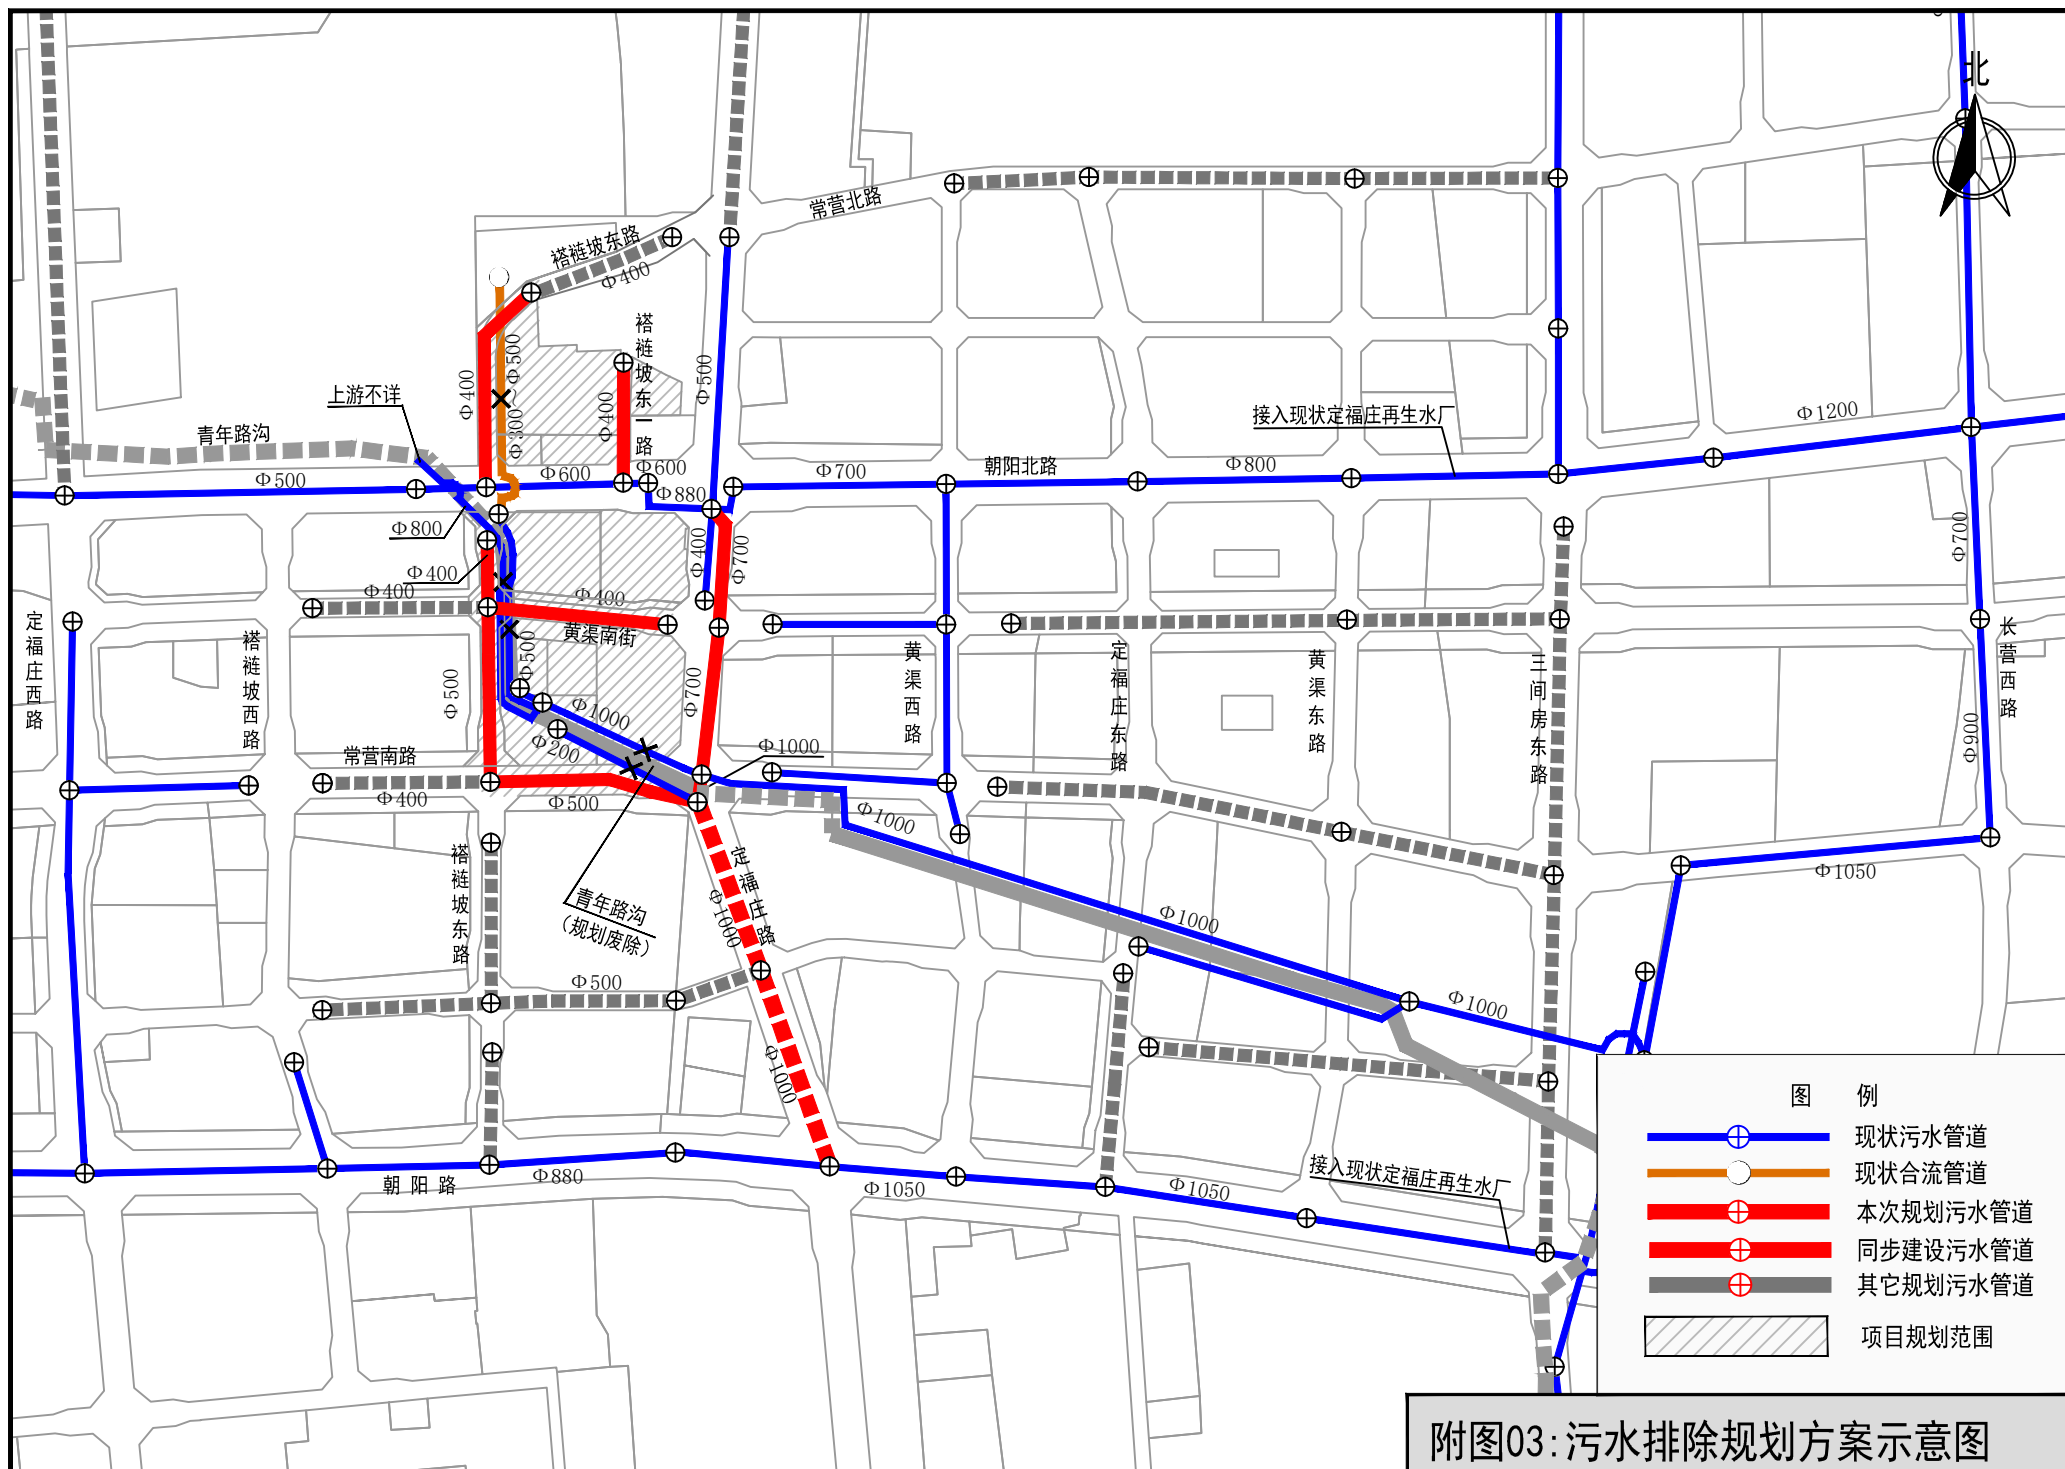 北
常营北路
褡裢坡东路
Φ400
褡裢坡东一路
Φ500
Φ300～Φ500
Φ400
Φ400
上游不详
青年路沟
接入现状定福庄再生水厂
Φ1200
Φ500
Φ600
Φ600
Φ880
Φ700
朝阳北路
Φ800
Φ800
Φ400
Φ700
Φ700
Φ400
Φ400
Φ400
黄渠南街
定福庄西路
褡裢坡西路
Φ500
Φ500
Φ700
黄渠西路
定福庄东路
黄渠东路
三间房东路
长营西路
Φ900
Φ1000
Φ200
Φ1000
常营南路
Φ400
Φ500
Φ1000
褡裢坡东路
定福庄路
Φ1000
青年路沟
（规划废除）
Φ1050
Φ1000
Φ500
Φ1000
Φ1000
朝阳路
Φ880
Φ1050
Φ1050
接入现状定福庄再生水厂
图 例
现状污水管道
现状合流管道
本次规划污水管道
同步建设污水管道
其它规划污水管道
项目规划范围
附图03:污水排除规划方案示意图